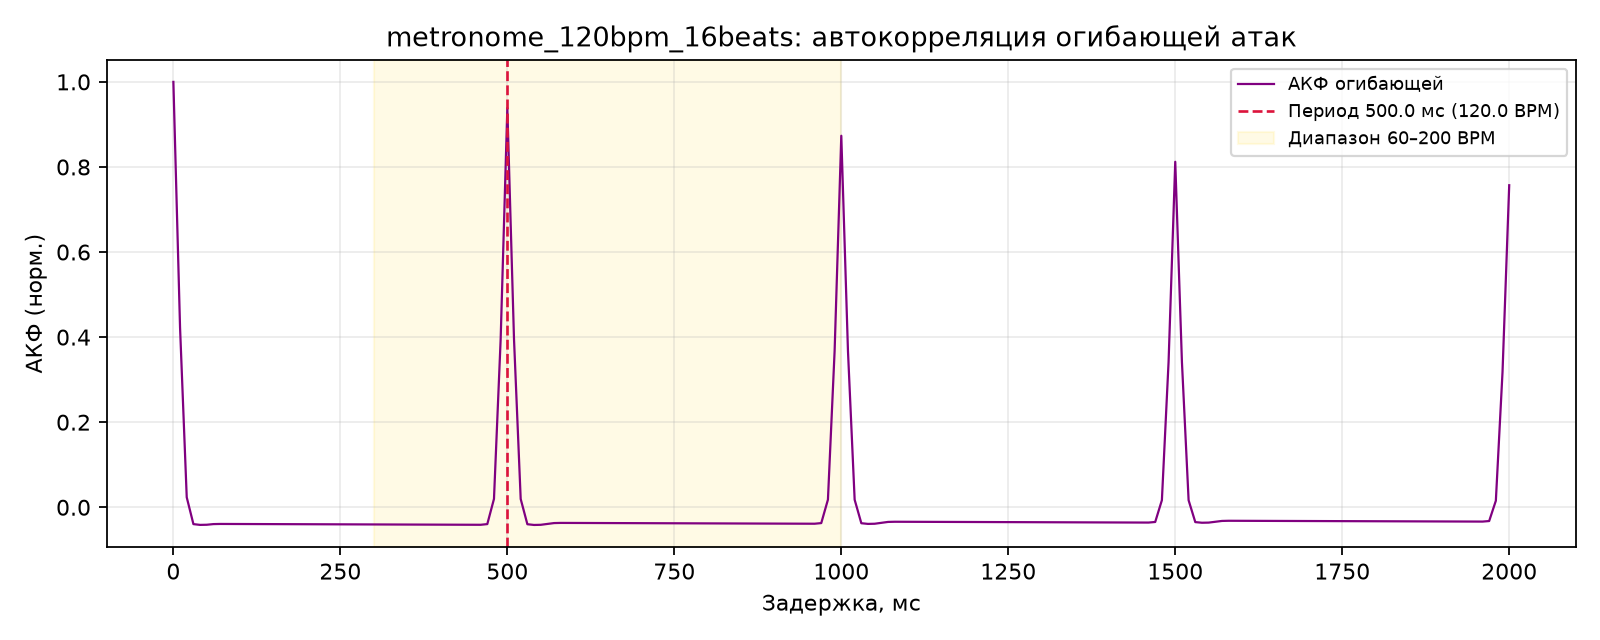 metronome_120bpm_16beats: автокорреляция огибающей атак
АКФ (норм.)
1.0
0.8
0.6
0.4
0.2
0.0
АКФ огибающей
Период 500.0 мс (120.0 BPM)
Диапазон 60–200 BPM
0 250 500 750 1000 1250 1500 1750 2000
Задержка, мс